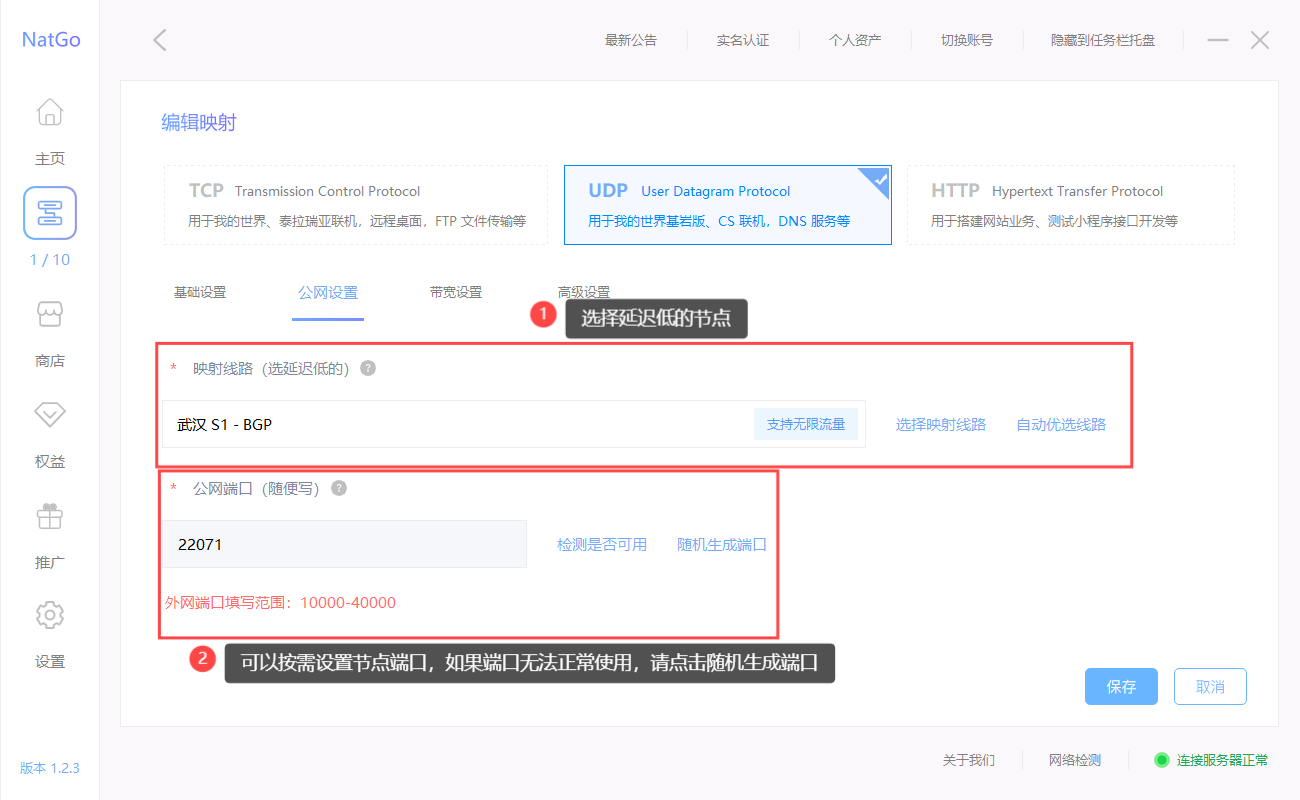 NatGo
最新公告
实名认证
个人资产
切换账号
隐藏到任务栏托盘
主页
1 / 10
商店
权益
推广
设置
版本 1.2.3
编辑映射
TCP Transmission Control Protocol
用于我的世界、泰拉瑞亚联机，远程桌面，FTP 文件传输等
UDP User Datagram Protocol
用于我的世界基岩版、CS 联机，DNS 服务等
HTTP Hypertext Transfer Protocol
用于搭建网站业务、测试小程序接口开发等
基础设置
公网设置
带宽设置
高级设置
1 选择延迟低的节点
* 映射线路（选延迟低的） ?
武汉 S1 - BGP
支持无限流量
选择映射线路
自动优选线路
* 公网端口（随便写） ?
22071
检测是否可用
随机生成端口
外网端口填写范围：10000-40000
2 可以按需设置节点端口，如果端口无法正常使用，请点击随机生成端口
保存
取消
关于我们
网络检测
连接服务器正常